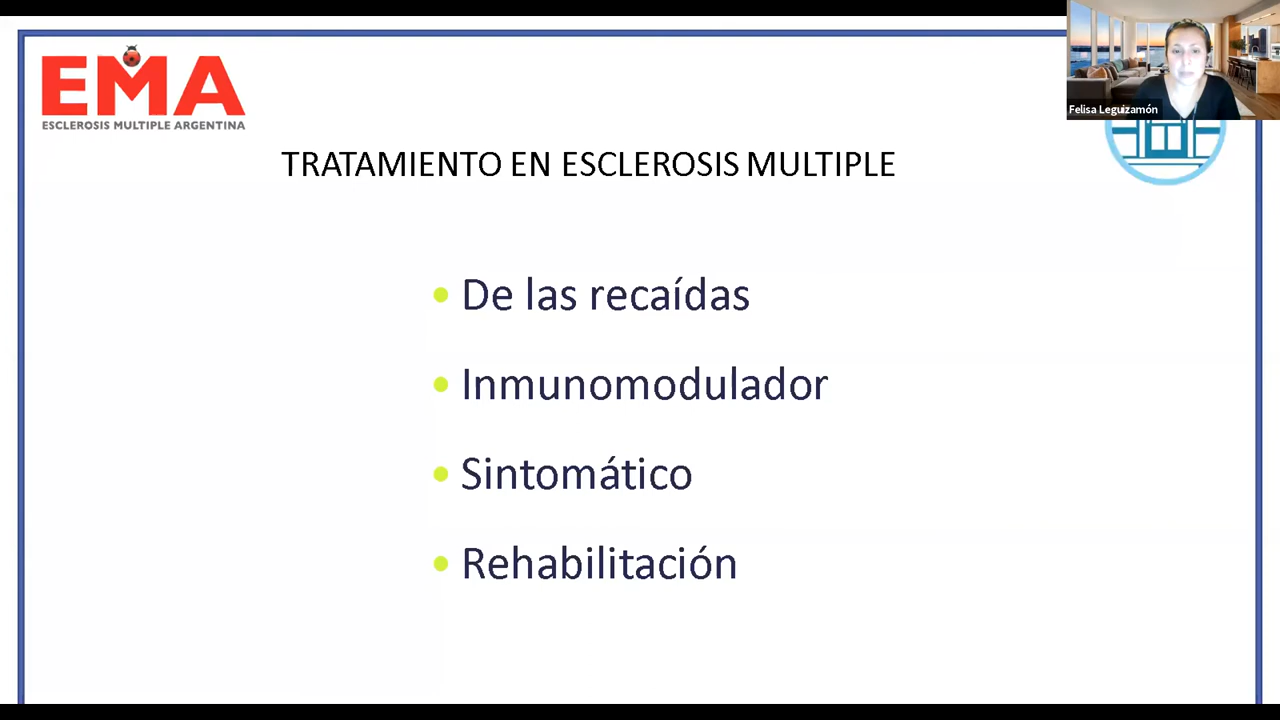 EMA
ESCLEROSIS MULTIPLE ARGENTINA
Felisa Leguizamón
TRATAMIENTO EN ESCLEROSIS MULTIPLE
• De las recaídas
• Inmunomodulador
• Sintomático
• Rehabilitación